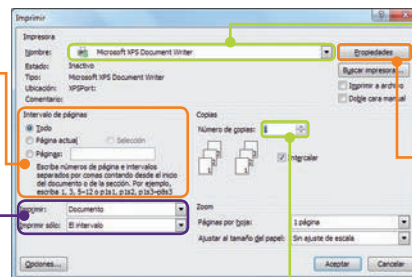 Imprimir
Impresora
Nombre: Microsoft XPS Document Writer
Propiedades
Estado: Inactivo
Buscar impresora...
Tipo: Microsoft XPS Document Writer
Ubicación: XPSPort:
Imprimir a archivo
Comentario:
Doble cara manual
Intervalo de páginas
Todo
Página actual
Selección
Páginas:
Escriba números de página e intervalos
separados por comas contando desde el inicio
del documento o de la sección. Por ejemplo,
escriba 1, 3, 5-12 o p1s1, p1s2, p1s3-p8s3
Copias
Número de copias: 1
Intercalar
Imprimir: Documento
Imprimir sólo: El intervalo
Zoom
Páginas por hoja: 1 página
Ajustar al tamaño del papel: Sin ajuste de escala
Opciones...
Aceptar
Cancelar